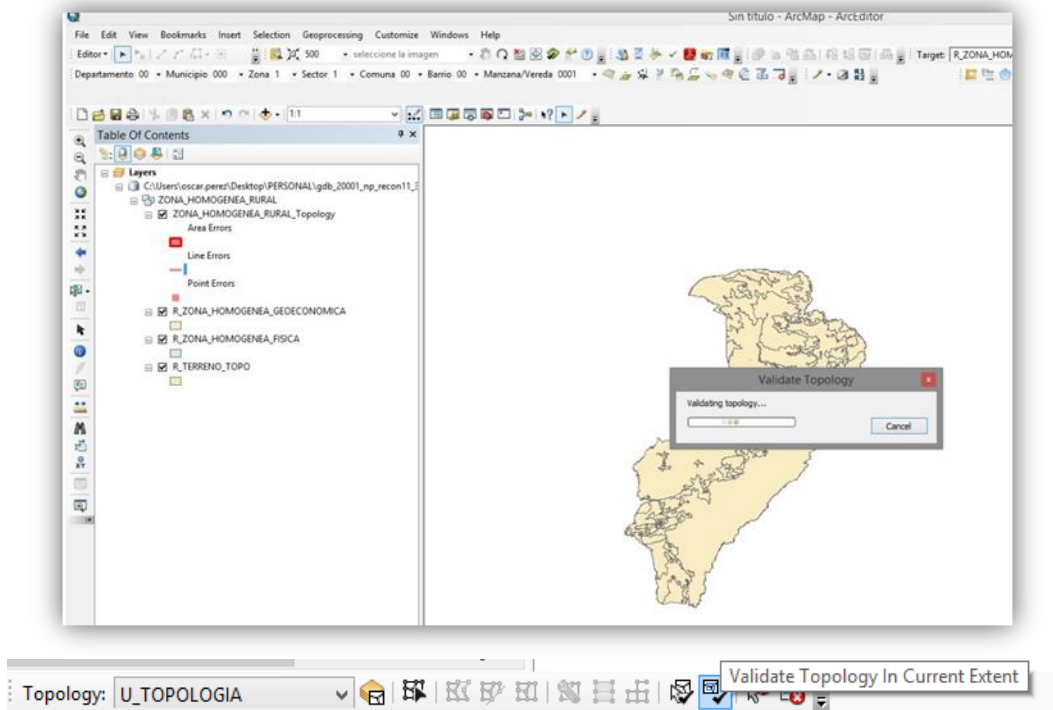 Sin título - ArcMap - ArcEditor
File Edit View Bookmarks Insert Selection Geoprocessing Customize Windows Help
Editor 500 seleccione la imagen Target: R_ZONA_HOM
Departamento 00 Municipio 000 Zona 1 Sector 1 Comuna 00 Barrio 00 Manzana/Vereda 0001
1:1
Table Of Contents
Layers
C:\Users\oscar.perez\Desktop\PERSONAL\gdb_20001_np_recon11_3
ZONA_HOMOGENEA_RURAL
ZONA_HOMOGENEA_RURAL_Topology
Area Errors
Line Errors
Point Errors
R_ZONA_HOMOGENEA_GEOECONOMICA
R_ZONA_HOMOGENEA_FISICA
R_TERRENO_TOPO
Validate Topology
Validating topology...
Cancel
Validate Topology In Current Extent
Topology: U_TOPOLOGIA